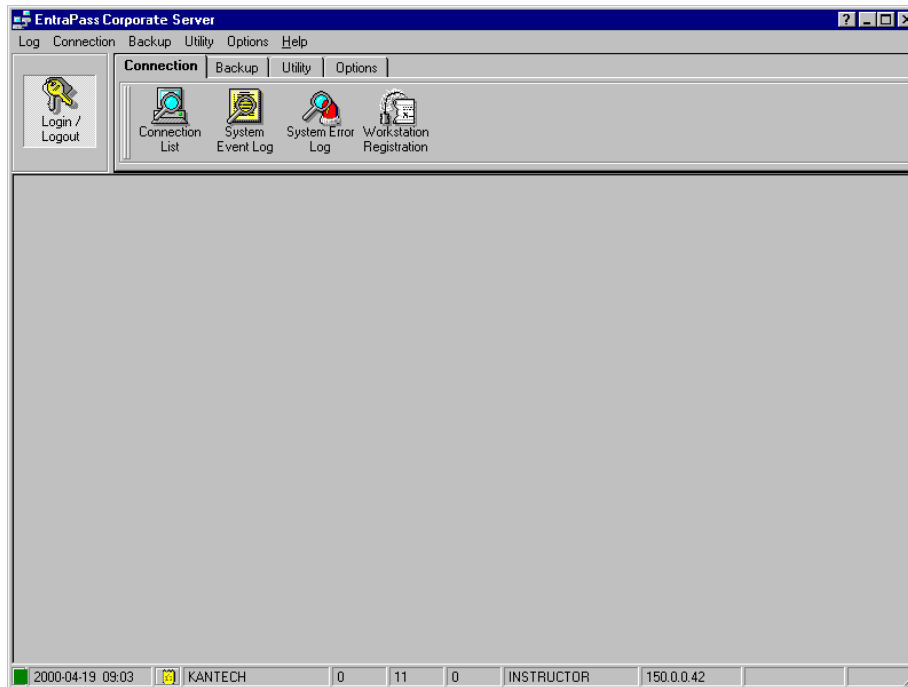 EntraPass Corporate Server
Log Connection Backup Utility Options Help
Connection Backup Utility Options
Login /
Logout
Connection
List
System
Event Log
System Error
Log
Workstation
Registration
2000-04-19 09:03 KANTECH 0 11 0 INSTRUCTOR 150.0.0.42